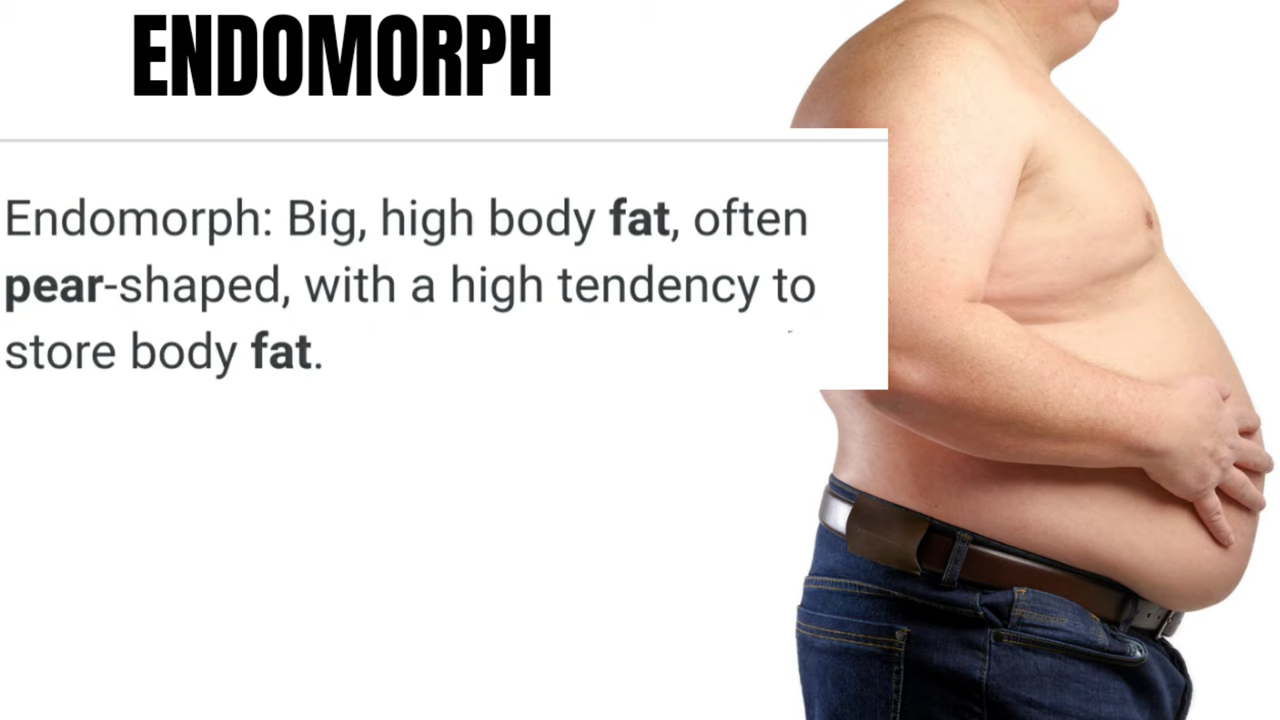 ENDOMORPH
Endomorph: Big, high body fat, often
pear-shaped, with a high tendency to
store body fat.